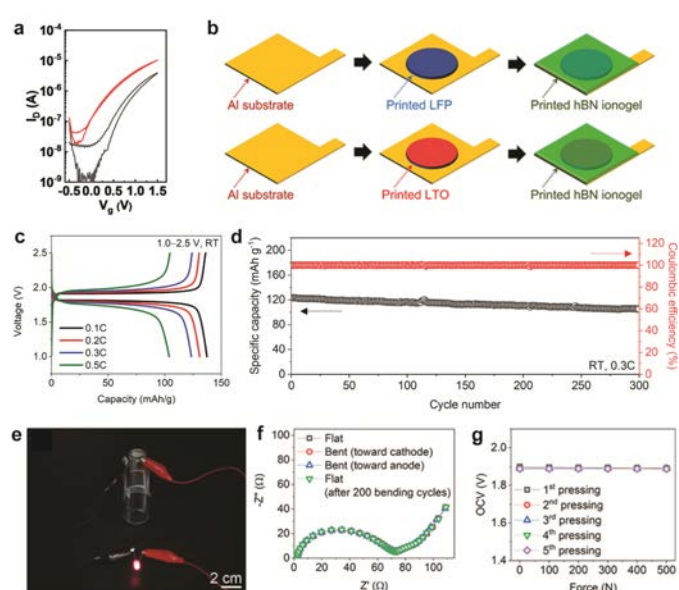 a
10⁻⁴
10⁻⁵
10⁻⁶
10⁻⁷
10⁻⁸
10⁻⁹
I_D (A)
-0.5 0.0 0.5 1.0 1.5
V_g (V)
b
Al substrate Printed LFP Printed hBN ionogel
Al substrate Printed LTO Printed hBN ionogel
c
1.0–2.5 V, RT
2.5
2.0
1.5
1.0
Voltage (V)
0.1C
0.2C
0.3C
0.5C
0 50 100 150
Capacity (mAh/g)
d
200
160
120
80
40
0
Specific capacity (mAh g⁻¹)
120
100
80
60
40
20
0
Coulombic efficiency (%)
RT, 0.3C
0 50 100 150 200 250 300
Cycle number
e
2 cm
f
100
80
60
40
20
0
-Z" (Ω)
Flat
Bent (toward cathode)
Bent (toward anode)
Flat
(after 200 bending cycles)
0 20 40 60 80 100
Z' (Ω)
g
2.0
1.8
1.6
1.4
OCV (V)
1st pressing
2nd pressing
3rd pressing
4th pressing
5th pressing
0 100 200 300 400 500
Force (N)